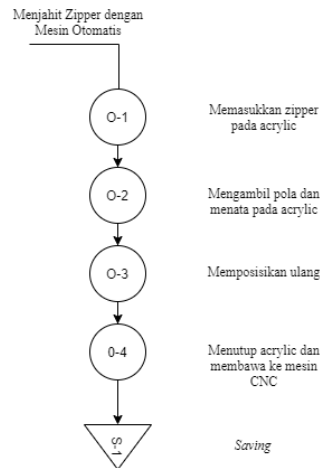 Menjahit Zipper dengan
Mesin Otomatis
O-1
Memasukkan zipper
pada acrylic
O-2
Mengambil pola dan
menata pada acrylic
O-3
Memposisikan ulang
0-4
Menutup acrylic dan
membawa ke mesin
CNC
S-1
Saving